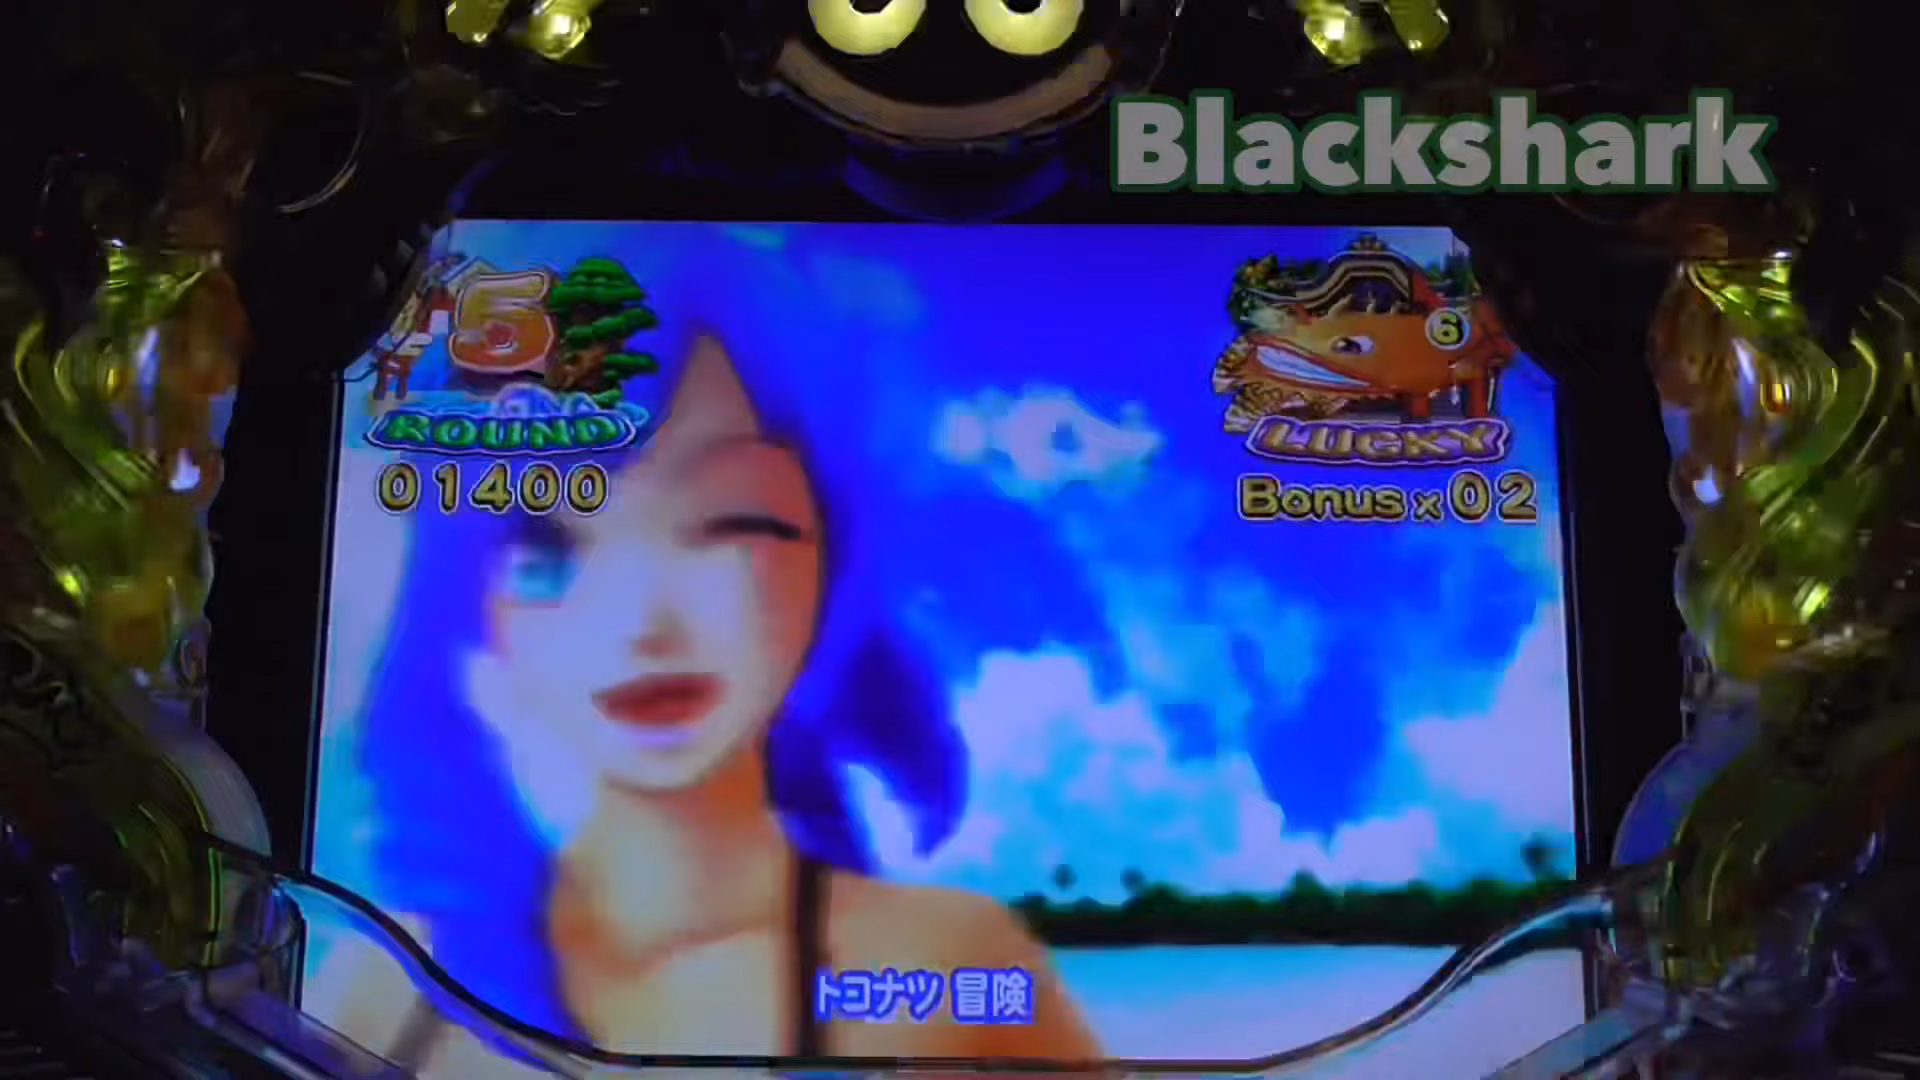 Blackshark
5
ROUND
01400
6
LUCKY
Bonus x 02
トコナツ 冒険